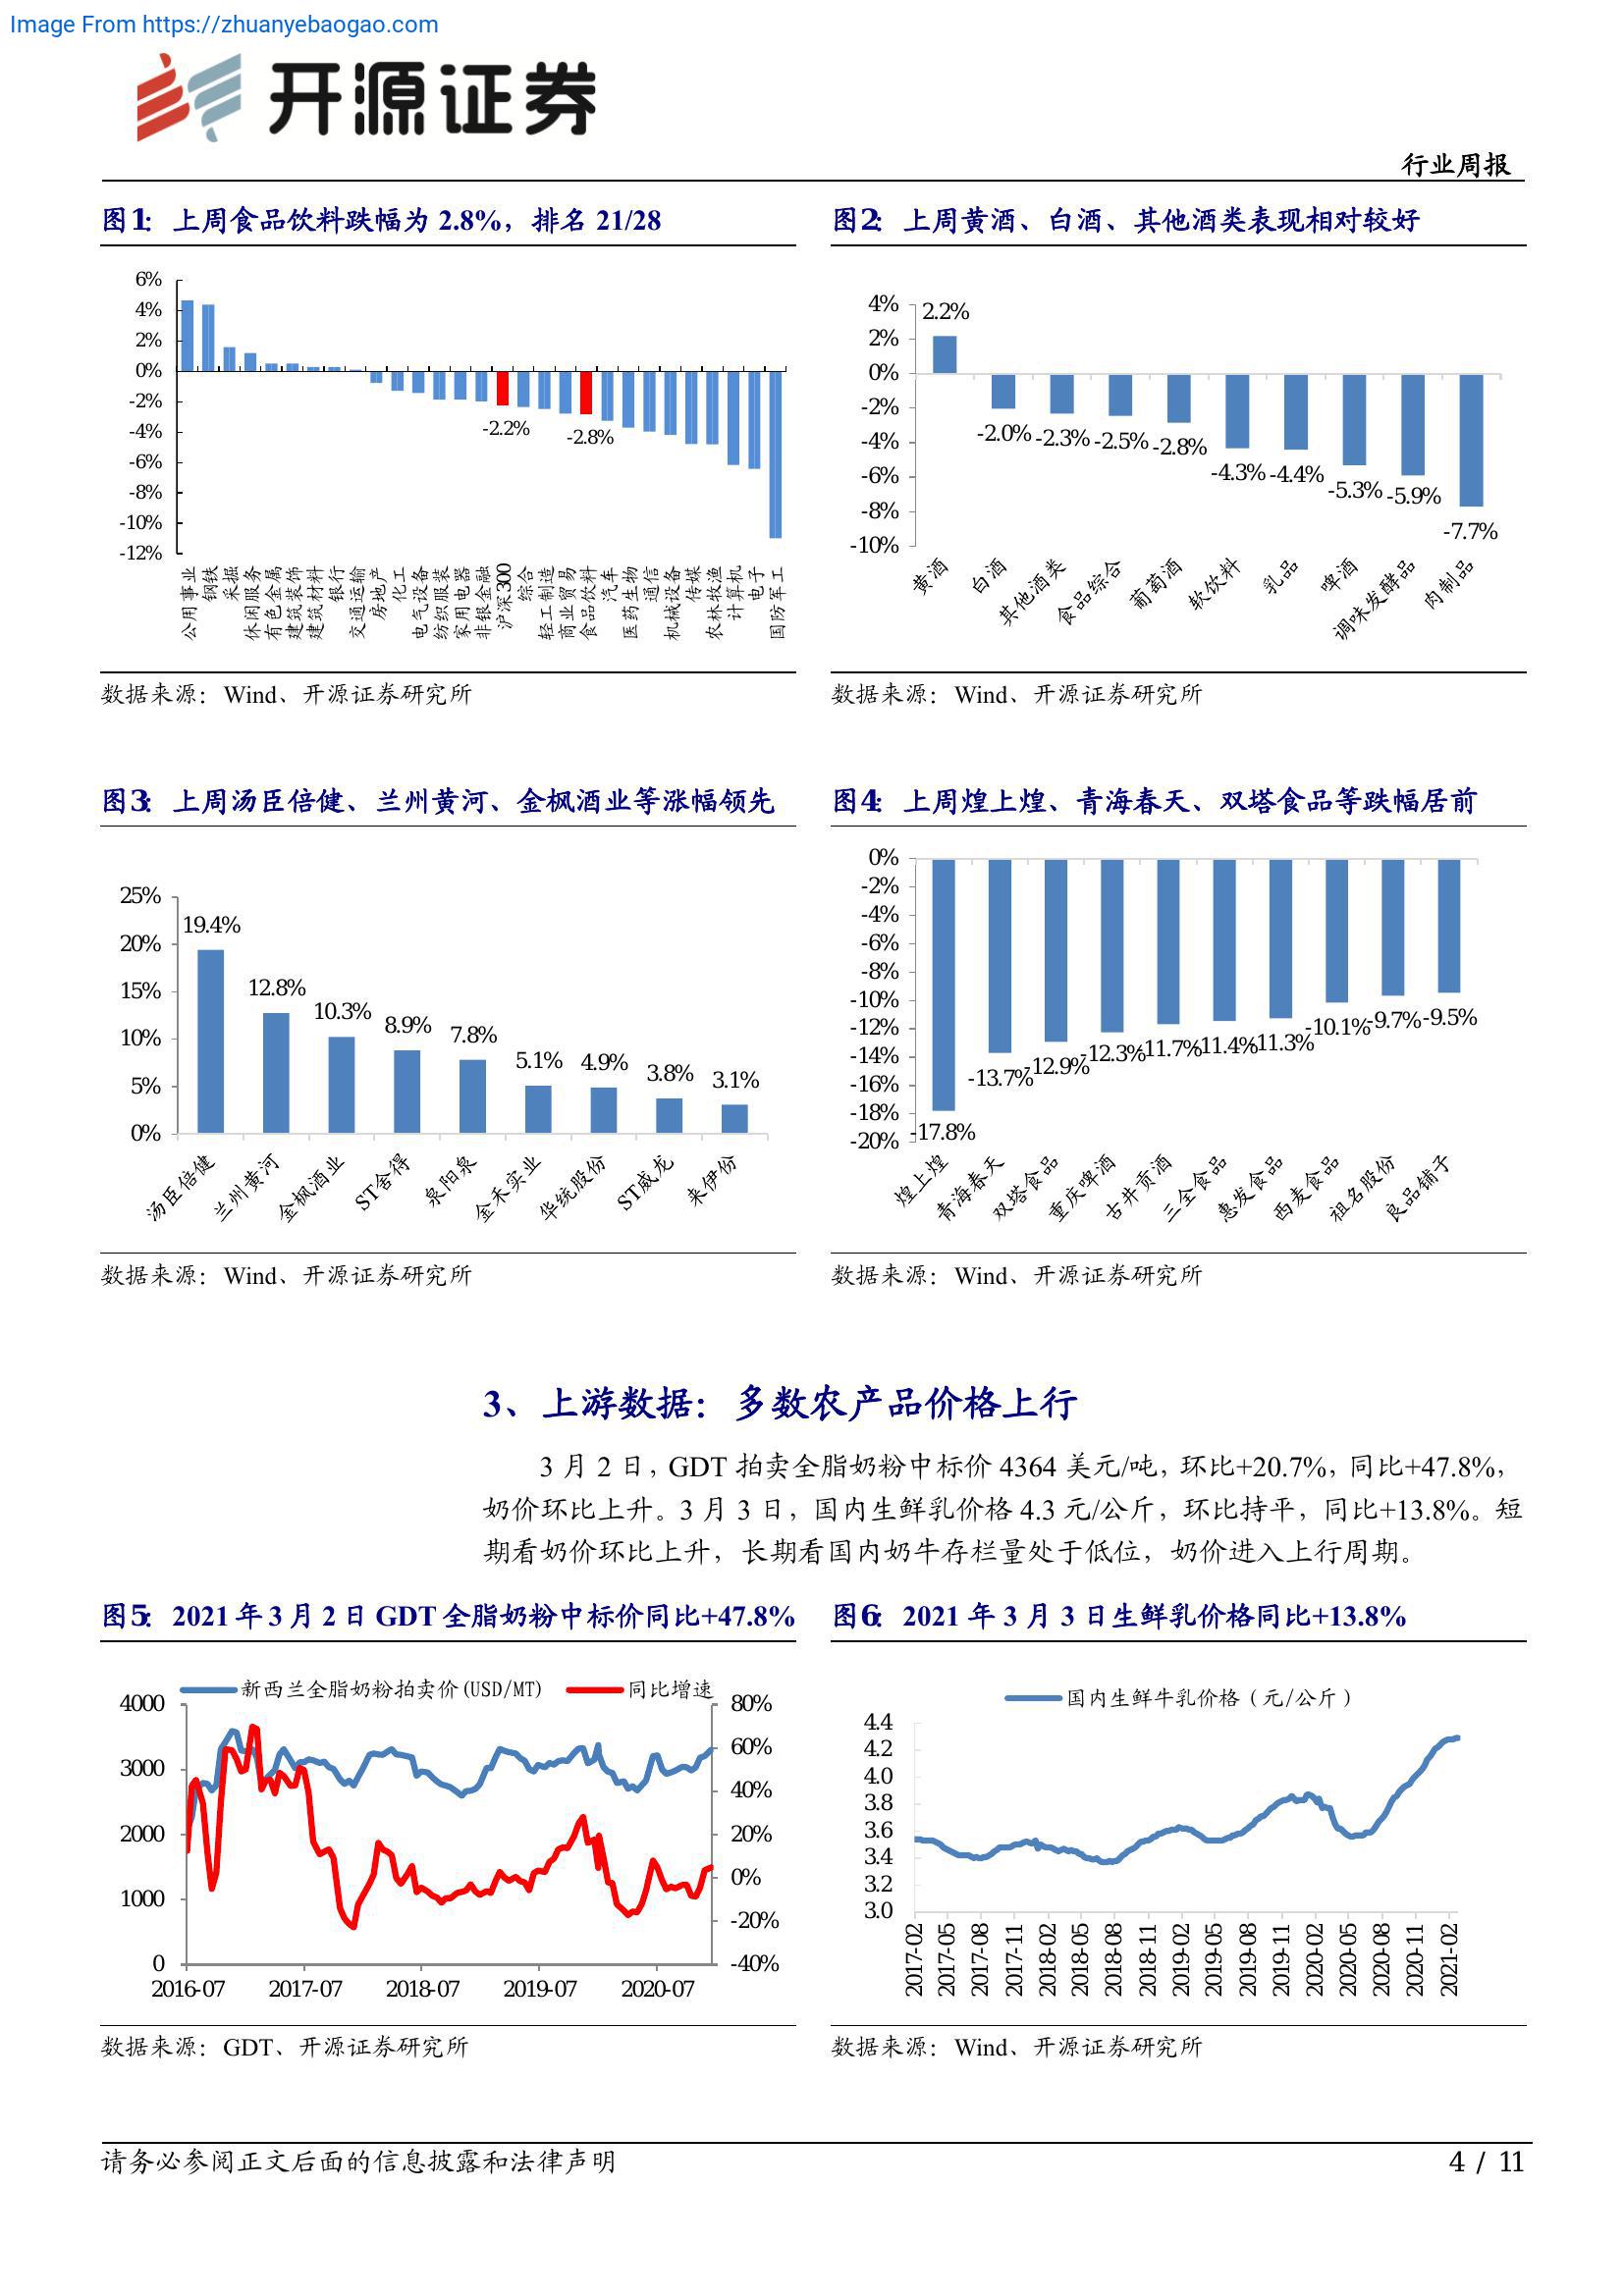 Image From https://zhuanyebaogao.com
开源证券
行业周报
图1: 上周食品饮料跌幅为 2.8%，排名 21/28
6%
4%
2%
0%
-2%
-4%
-6%
-8%
-10%
-12%
-2.2%
-2.8%
公用事业
钢铁
采掘
休闲服务
有色金属
建筑装饰
建筑材料
银行
交通运输
房地产
化工
电气设备
纺织服装
家用电器
非银金融
沪深300
综合
轻工制造
商业贸易
食品饮料
汽车
医药生物
通信
机械设备
传媒
农林牧渔
计算机
电子
国防军工
数据来源：Wind、开源证券研究所
图2: 上周黄酒、白酒、其他酒类表现相对较好
4%
2%
0%
-2%
-4%
-6%
-8%
-10%
2.2%
-2.0%
-2.3%
-2.5%
-2.8%
-4.3%
-4.4%
-5.3%
-5.9%
-7.7%
黄酒
白酒
其他酒类
食品综合
葡萄酒
软饮料
乳品
啤酒
调味发酵品
肉制品
数据来源：Wind、开源证券研究所
图3: 上周汤臣倍健、兰州黄河、金枫酒业等涨幅领先
25%
20%
15%
10%
5%
0%
19.4%
12.8%
10.3%
8.9%
7.8%
5.1%
4.9%
3.8%
3.1%
汤臣倍健
兰州黄河
金枫酒业
ST舍得
泉阳泉
金禾实业
华统股份
ST威龙
来伊份
数据来源：Wind、开源证券研究所
图4: 上周煌上煌、青海春天、双塔食品等跌幅居前
0%
-2%
-4%
-6%
-8%
-10%
-12%
-14%
-16%
-18%
-20%
-17.8%
-13.7%
-12.9%
-12.3%
-11.7%
-11.4%
-11.3%
-10.1%
-9.7%
-9.5%
煌上煌
青海春天
双塔食品
重庆啤酒
古井贡酒
三全食品
惠发食品
西麦食品
祖名股份
良品铺子
数据来源：Wind、开源证券研究所
3、上游数据：多数农产品价格上行
3 月 2 日，GDT 拍卖全脂奶粉中标价 4364 美元/吨，环比+20.7%，同比+47.8%，
奶价环比上升。3 月 3 日，国内生鲜乳价格 4.3 元/公斤，环比持平，同比+13.8%。短
期看奶价环比上升，长期看国内奶牛存栏量处于低位，奶价进入上行周期。
图5: 2021 年 3 月 2 日 GDT 全脂奶粉中标价同比+47.8%
新西兰全脂奶粉拍卖价(USD/MT)
同比增速
4000
3000
2000
1000
0
80%
60%
40%
20%
0%
-20%
-40%
2016-07
2017-07
2018-07
2019-07
2020-07
数据来源：GDT、开源证券研究所
图6: 2021 年 3 月 3 日生鲜乳价格同比+13.8%
国内生鲜牛乳价格（元/公斤）
4.4
4.2
4.0
3.8
3.6
3.4
3.2
3.0
2017-02
2017-05
2017-08
2017-11
2018-02
2018-05
2018-08
2018-11
2019-02
2019-05
2019-08
2019-11
2020-02
2020-05
2020-08
2020-11
2021-02
数据来源：Wind、开源证券研究所
请务必参阅正文后面的信息披露和法律声明
4 / 11